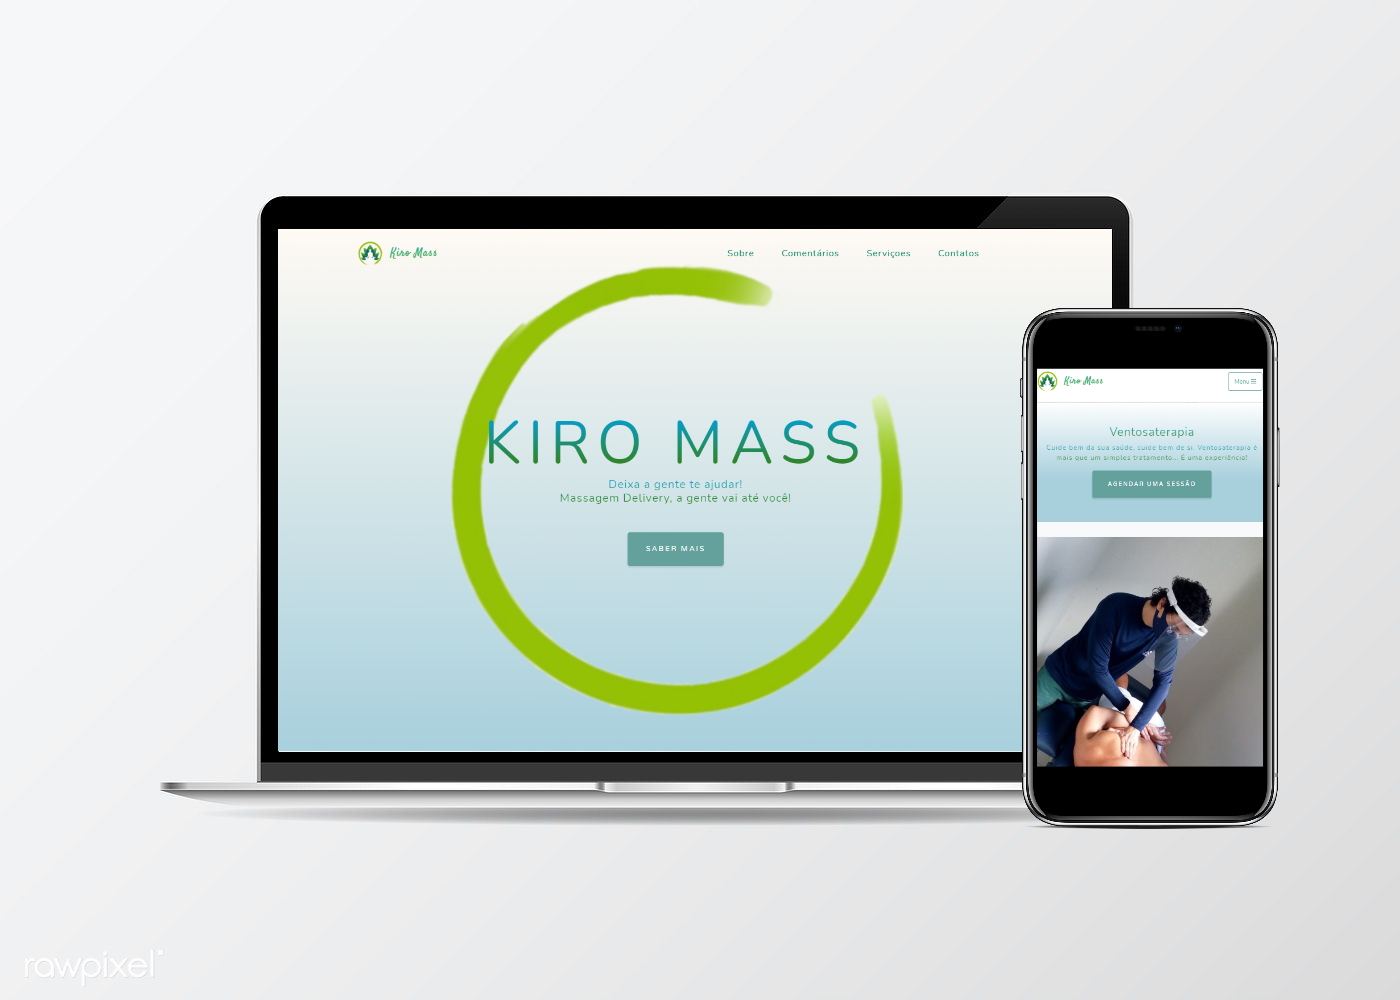 Kiro Mass
Sobre Comentários Serviçoes Contatos
KIRO MASS
Deixa a gente te ajudar!
Massagem Delivery, a gente vai até você!
SABER MAIS
Kiro Mass
Menu
Ventosaterapia
Cuide bem da sua saúde, cuide bem de si. Ventosaterapia é
mais que um simples tratamento... É uma experiência!
AGENDAR UMA SESSÃO
rawpixel